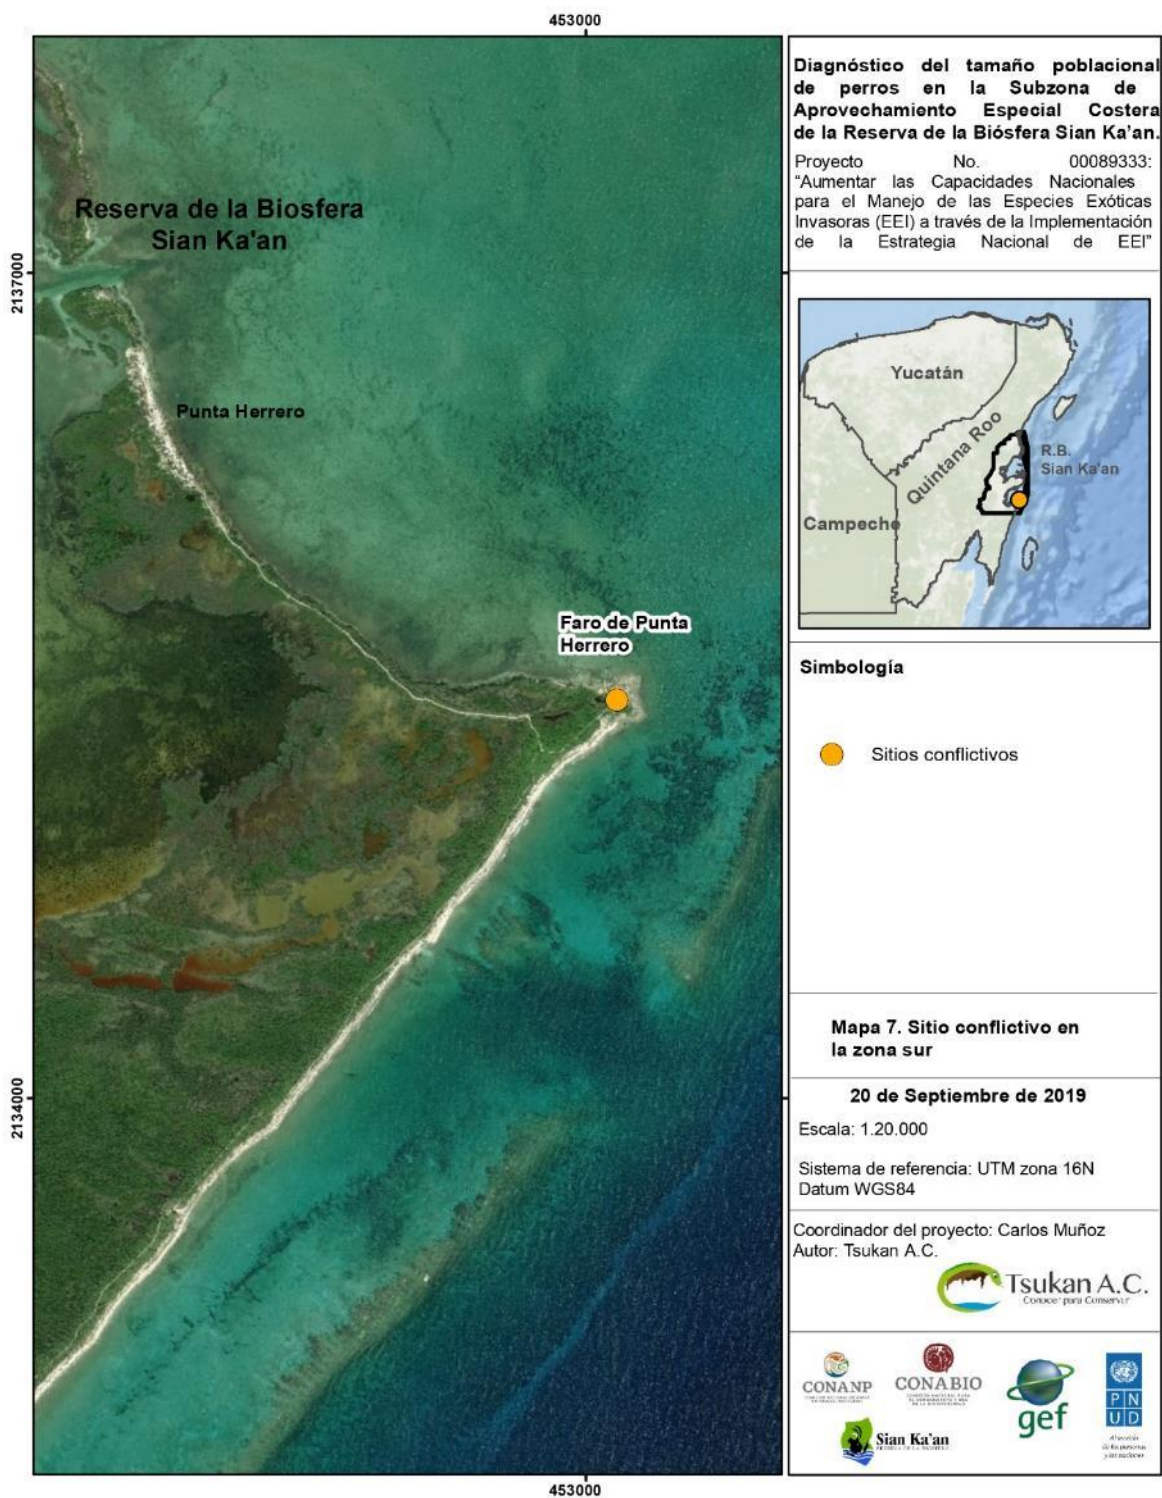 453000
2137000
2134000
Reserva de la Biosfera
Sian Ka'an
Punta Herrero
Faro de Punta
Herrero
453000
Diagnóstico del tamaño poblacional
de perros en la Subzona de
Aprovechamiento Especial Costera
de la Reserva de la Biósfera Sian Ka'an.
Proyecto No. 00089333:
"Aumentar las Capacidades Nacionales
para el Manejo de las Especies Exóticas
Invasoras (EEI) a través de la Implementación
de la Estrategia Nacional de EEI"
Yucatán
Quintana Roo
Campeche
R.B.
Sian Ka'an
Simbología
Sitios conflictivos
Mapa 7. Sitio conflictivo en
la zona sur
20 de Septiembre de 2019
Escala: 1.20.000
Sistema de referencia: UTM zona 16N
Datum WGS84
Coordinador del proyecto: Carlos Muñoz
Autor: Tsukan A.C.
Tsukan A.C.
Conocer para Conservar
CONANP
CONABIO
gef
P N
U D
Sian Ka'an